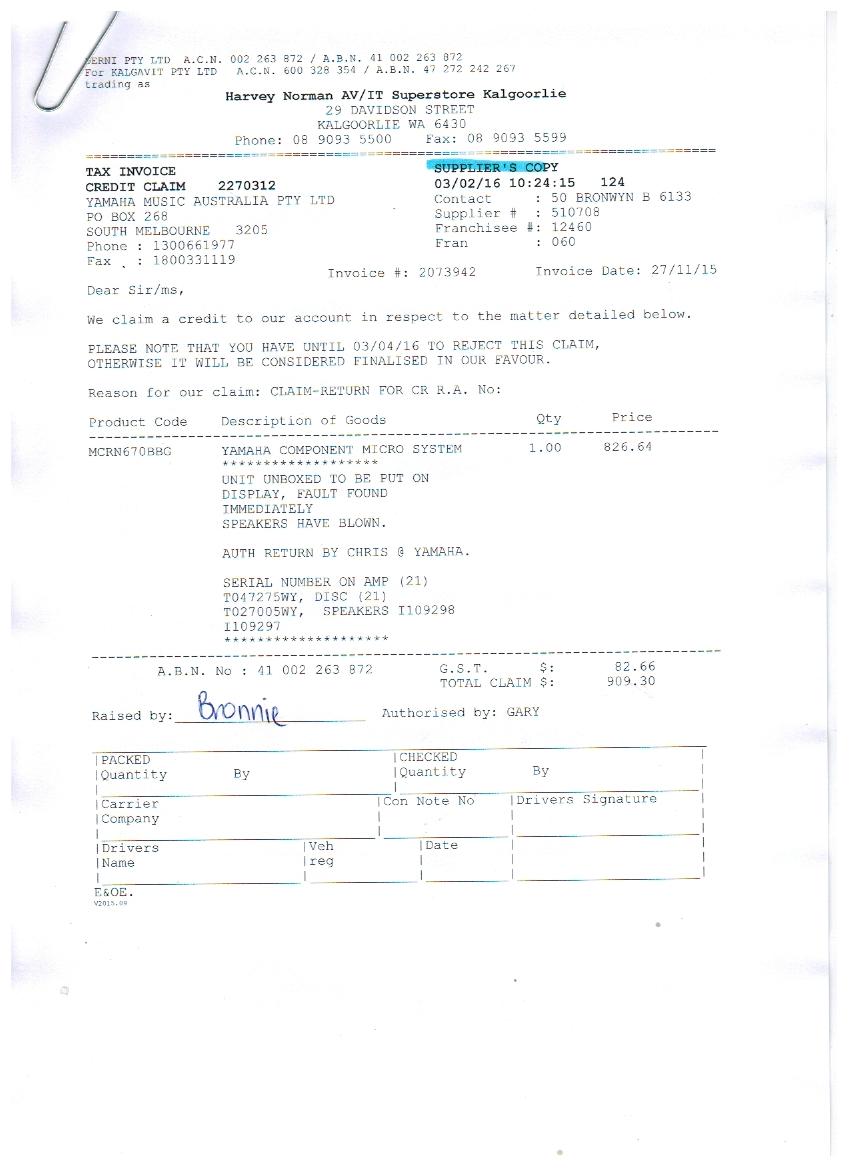 DERNI PTY LTD A.C.N. 002 263 872 / A.B.N. 41 002 263 872
For KALGAVIT PTY LTD A.C.N. 600 328 354 / A.B.N. 47 272 242 267
trading as
Harvey Norman AV/IT Superstore Kalgoorlie
29 DAVIDSON STREET
KALGOORLIE WA 6430
Phone: 08 9093 5500 Fax: 08 9093 5599
TAX INVOICE SUPPLIER'S COPY
CREDIT CLAIM 2270312 03/02/16 10:24:15 124
YAMAHA MUSIC AUSTRALIA PTY LTD Contact : 50 BRONWYN B 6133
PO BOX 268 Supplier # : 510708
SOUTH MELBOURNE 3205 Franchisee #: 12460
Phone : 1300661977 Fran : 060
Fax : 1800331119
Invoice #: 2073942 Invoice Date: 27/11/15
Dear Sir/ms,
We claim a credit to our account in respect to the matter detailed below.
PLEASE NOTE THAT YOU HAVE UNTIL 03/04/16 TO REJECT THIS CLAIM,
OTHERWISE IT WILL BE CONSIDERED FINALISED IN OUR FAVOUR.
Reason for our claim: CLAIM-RETURN FOR CR R.A. No:
Product Code Description of Goods Qty Price
MCRN670BBG YAMAHA COMPONENT MICRO SYSTEM 1.00 826.64
*******************
UNIT UNBOXED TO BE PUT ON
DISPLAY, FAULT FOUND
IMMEDIATELY
SPEAKERS HAVE BLOWN.
AUTH RETURN BY CHRIS @ YAMAHA.
SERIAL NUMBER ON AMP (21)
T047275WY, DISC (21)
T027005WY, SPEAKERS I109298
I109297
********************
A.B.N. No : 41 002 263 872 G.S.T. $: 82.66
TOTAL CLAIM $: 909.30
Raised by: Bronnie Authorised by: GARY
PACKED CHECKED
Quantity By Quantity By
Carrier Con Note No Drivers Signature
Company
Drivers Veh Date
Name reg
E&OE.
V2015.09